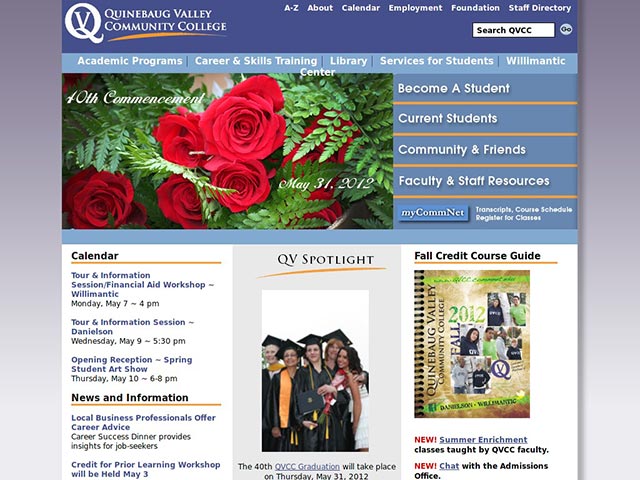 QUINEBAUG VALLEY
COMMUNITY COLLEGE
A-Z About Calendar Employment Foundation Staff Directory
Search QVCC Go
Academic Programs Career & Skills Training Library Services for Students Willimantic
Center
40th Commencement
May 31, 2012
Become A Student
Current Students
Community & Friends
Faculty & Staff Resources
myCommNet
Transcripts, Course Schedule
Register for Classes
Calendar
Tour & Information
Session/Financial Aid Workshop ~
Willimantic
Monday, May 7 ~ 4 pm
Tour & Information Session ~
Danielson
Wednesday, May 9 ~ 5:30 pm
Opening Reception ~ Spring
Student Art Show
Thursday, May 10 ~ 6-8 pm
News and Information
Local Business Professionals Offer
Career Advice
Career Success Dinner provides
insights for job-seekers
Credit for Prior Learning Workshop
will be Held May 3
QV SPOTLIGHT
The 40th QVCC Graduation will take place
on Thursday, May 31, 2012
Fall Credit Course Guide
QUINEBAUG VALLEY
COMMUNITY COLLEGE
FALL
2012
DANIELSON • WILLIMANTIC
NEW! Summer Enrichment
classes taught by QVCC faculty.
NEW! Chat with the Admissions
Office.